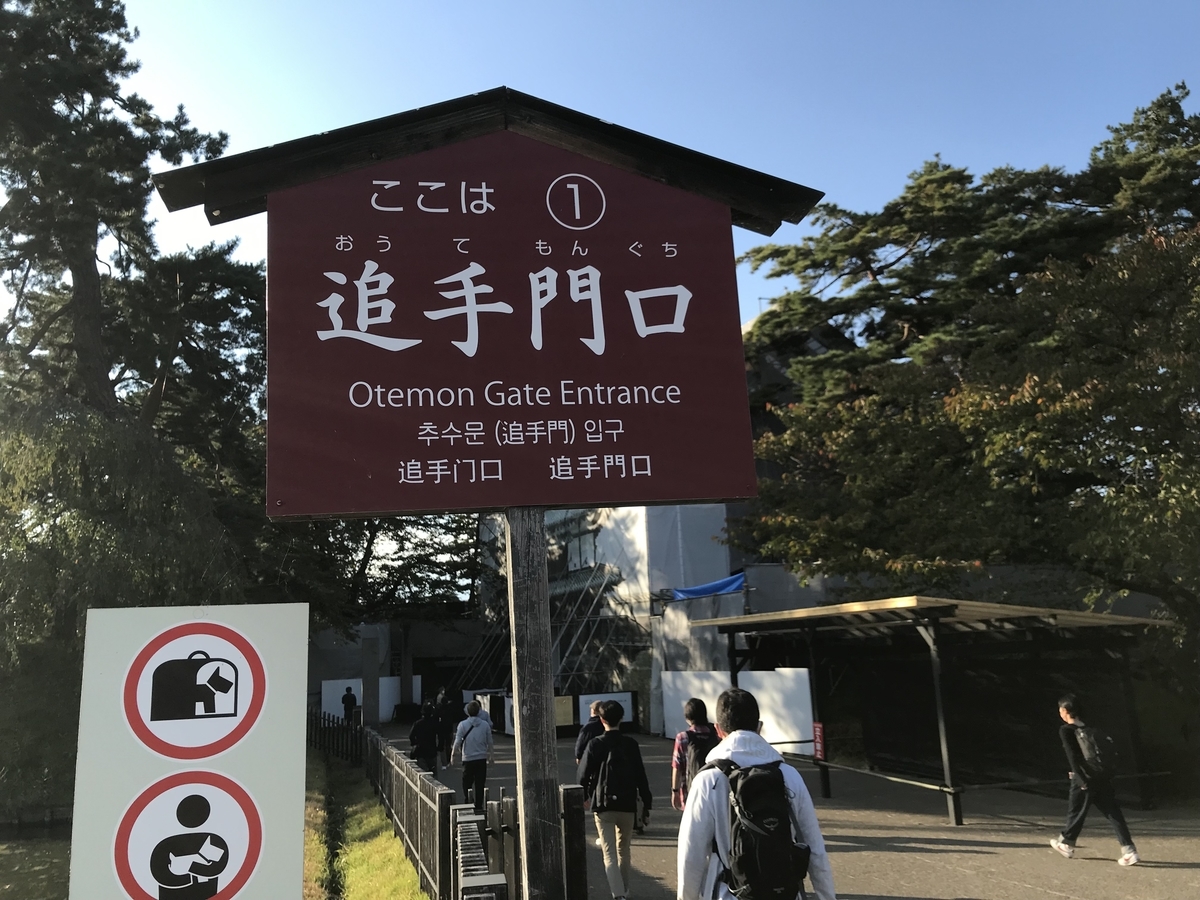 ここは ①
おうて もん ぐち
追手門口
Otemon Gate Entrance
추수문 (追手門) 입구
追手门口 追手門口